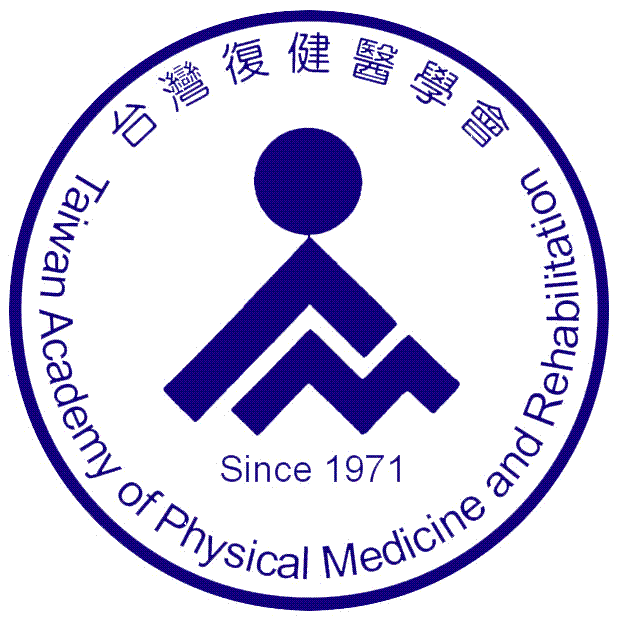 台灣復健醫學會
Taiwan Academy of Physical Medicine and Rehabilitation
Since 1971